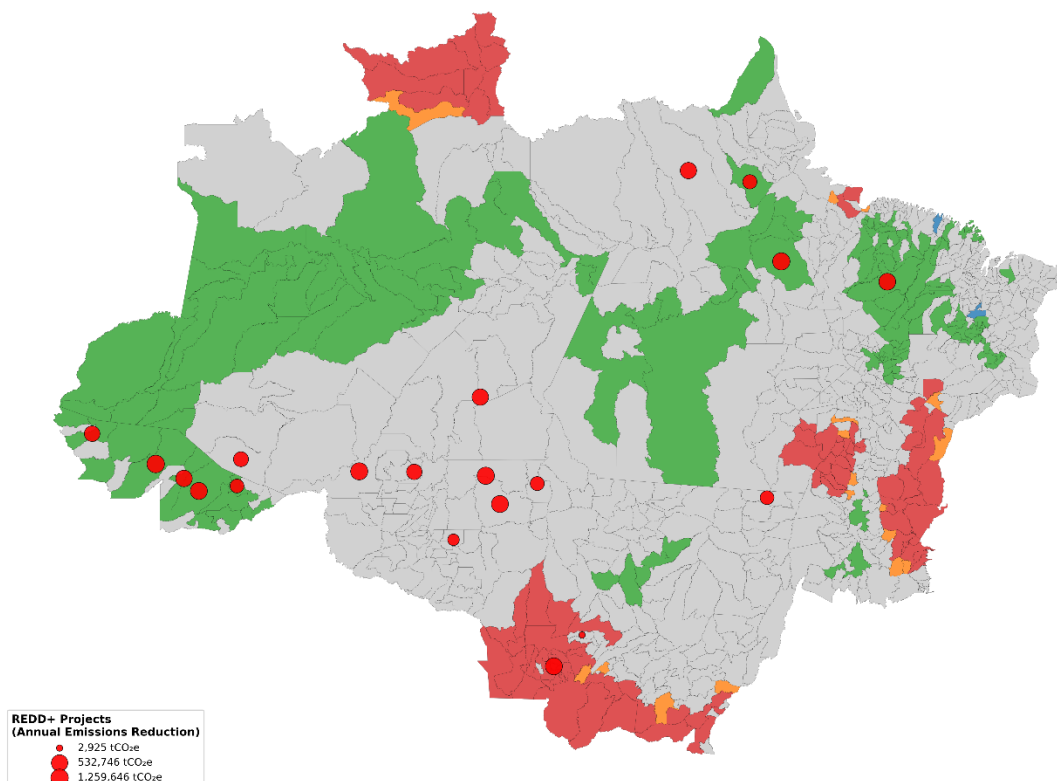 REDD+ Projects
(Annual Emissions Reduction)
2,925 tCO₂e
532,746 tCO₂e
1,259,646 tCO₂e